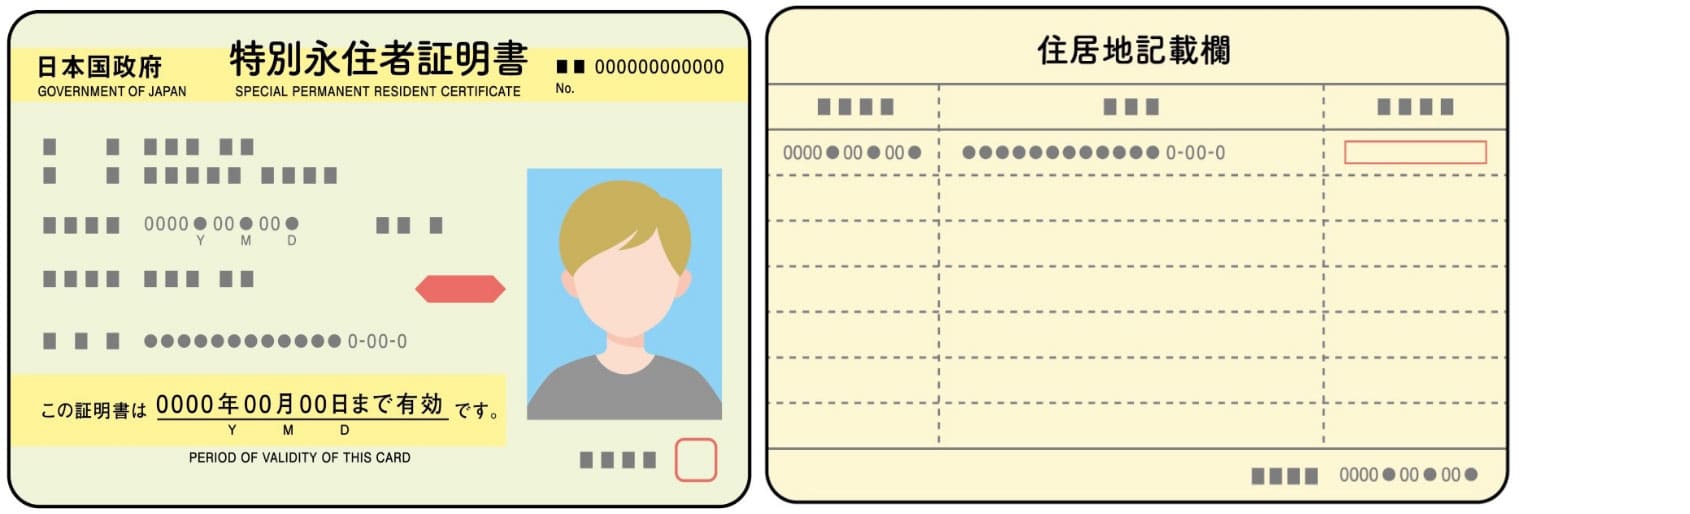 日本国政府 特別永住者証明書 ■■ 000000000000
GOVERNMENT OF JAPAN SPECIAL PERMANENT RESIDENT CERTIFICATE No.
■ ■ ■■■ ■■
■ ■ ■■■■■ ■■■■
■■■■ 0000●00●00● ■■ ■
Y M D
■■■■ ■■■ ■■
■ ■ ■ ●●●●●●●●●●●● 0-00-0
この証明書は 0000年00月00日まで有効 です。
Y M D
PERIOD OF VALIDITY OF THIS CARD
■■■■
住居地記載欄
■■■■ ■■■ ■■■■
0000●00●00● ●●●●●●●●●●●● 0-00-0
■■■■ 0000●00●00●